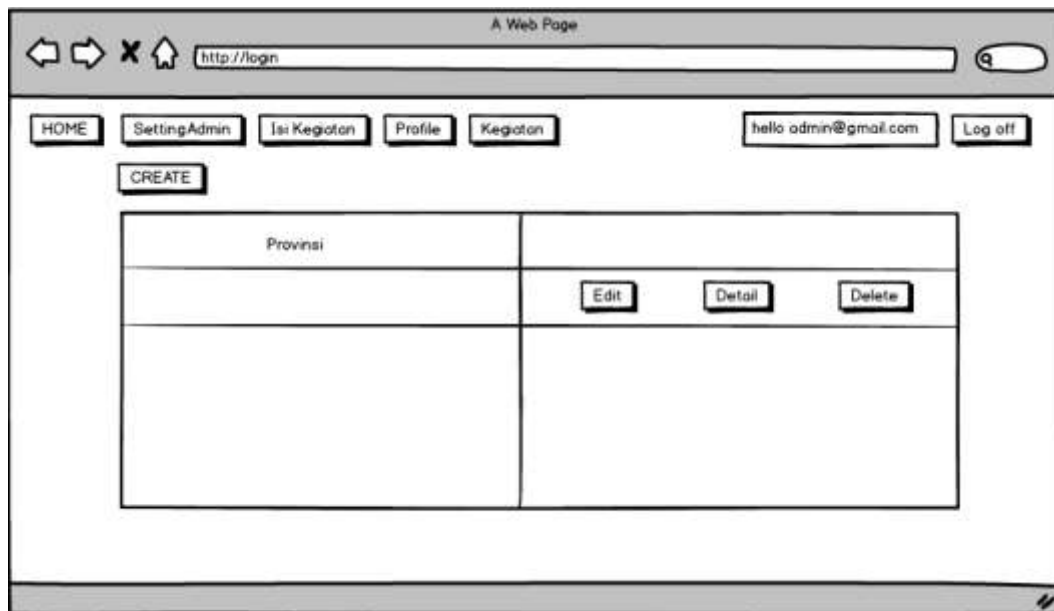 A Web Page
http://login
HOME SettingAdmin Isi Kegiatan Profile Kegiatan hello admin@gmail.com Log off
CREATE
Provinsi
Edit Detail Delete